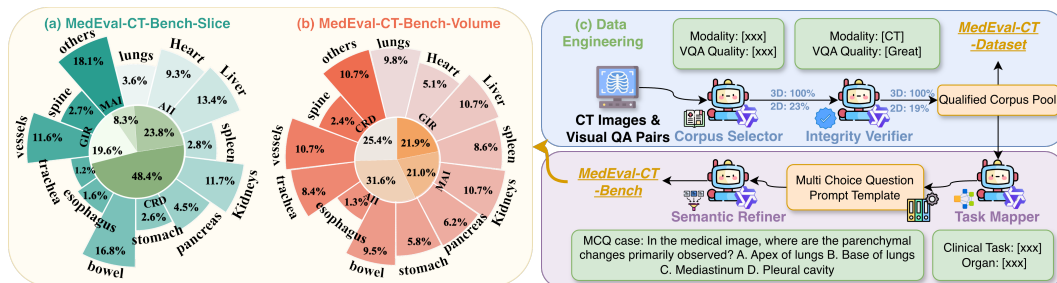 (a) MedEval-CT-Bench-Slice
others
18.1%
lungs
3.6%
Heart
9.3%
Liver
13.4%
spleen
2.8%
Kidneys
11.7%
pancreas
4.5%
stomach
2.6%
bowel
16.8%
esophagus
1.6%
trachea
1.2%
vessels
11.6%
spine
2.7%
MAI
8.3%
AII
23.8%
GIR
19.6%
48.4%
CRD
(b) MedEval-CT-Bench-Volume
others
10.7%
lungs
9.8%
Heart
5.1%
Liver
10.7%
spleen
8.6%
Kidneys
10.7%
pancreas
6.2%
stomach
5.8%
bowel
9.5%
esophagus
1.3%
trachea
8.4%
vessels
10.7%
spine
2.4%
CRD
25.4%
GIR
21.9%
MAI
21.0%
AII
31.6%
(c) Data
Engineering
Modality: [xxx]
VQA Quality: [xxx]
Modality: [CT]
VQA Quality: [Great]
MedEval-CT
-Dataset
CT Images &
Visual QA Pairs
Corpus Selector
3D: 100%
2D: 23%
Integrity Verifier
3D: 100%
2D: 19%
Qualified Corpus Pool
MedEval-CT
-Bench
Semantic Refiner
Multi Choice Question
Prompt Template
Task Mapper
MCQ case: In the medical image, where are the parenchymal
changes primarily observed? A. Apex of lungs B. Base of lungs
C. Mediastinum D. Pleural cavity
Clinical Task: [xxx]
Organ: [xxx]